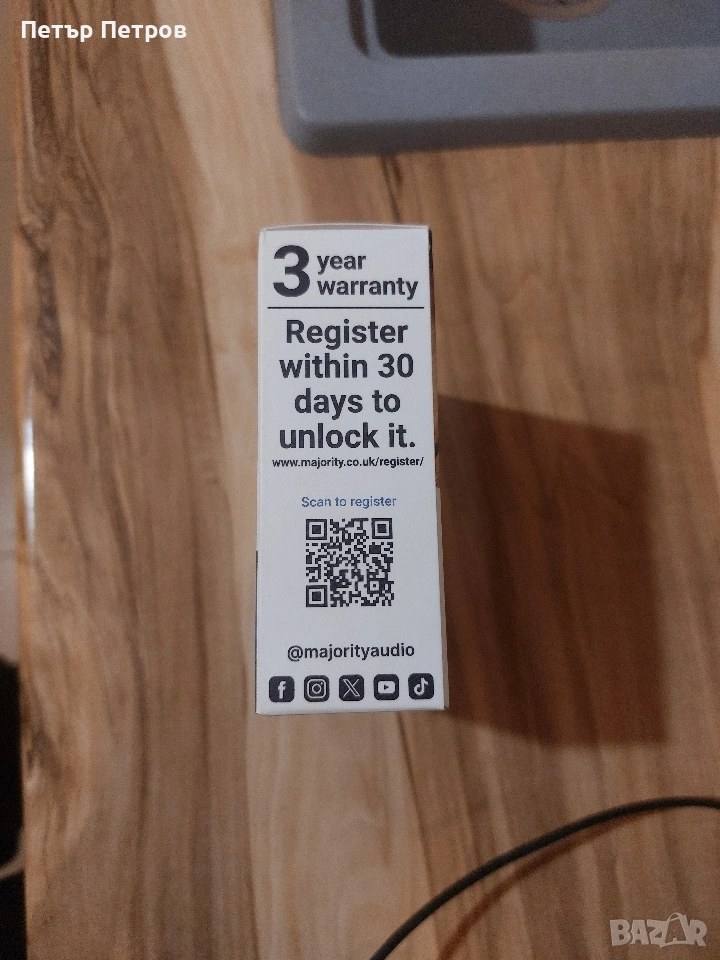 Петър Петров
3 year
warranty
Register
within 30
days to
unlock it.
www.majority.co.uk/register/
Scan to register
@majorityaudio
BAZAR